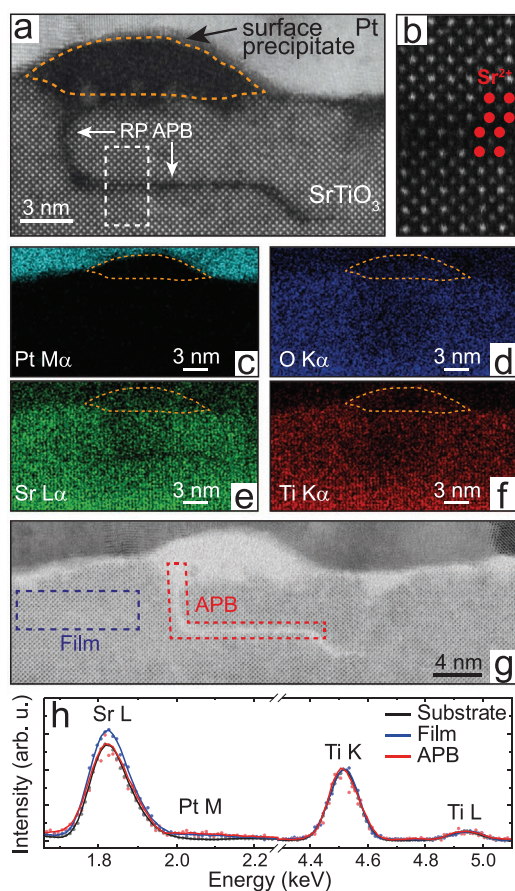 a
surface
precipitate
Pt
RP APB
SrTiO3
3 nm
b
Sr2+
Pt Mα
3 nm
c
O Kα
3 nm
d
Sr Lα
3 nm
e
Ti Kα
3 nm
f
APB
Film
4 nm
g
h
Intensity (arb. u.)
Sr L
Pt M
Ti K
Ti L
Substrate
Film
APB
1.8 2.0 2.2 4.4 4.6 4.8 5.0
Energy (keV)